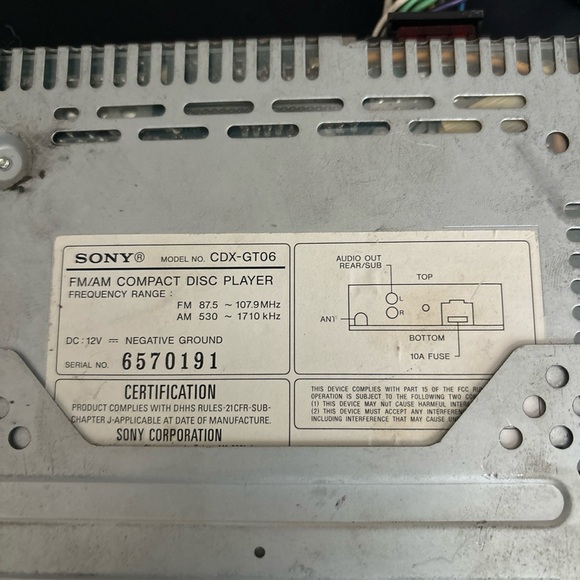 SONY® MODEL NO. CDX-GT06
FM/AM COMPACT DISC PLAYER
FREQUENCY RANGE :
FM 87.5 ~ 107.9 MHz
AM 530 ~ 1710 kHz
DC : 12V ⎓ NEGATIVE GROUND
SERIAL NO. 6570191
AUDIO OUT
REAR/SUB
TOP
L
R
ANT
BOTTOM
10A FUSE
CERTIFICATION
PRODUCT COMPLIES WITH DHHS RULES-21CFR-SUB-
CHAPTER J-APPLICABLE AT DATE OF MANUFACTURE.
SONY CORPORATION
THIS DEVICE COMPLIES WITH PART 15 OF THE FCC
OPERATION IS SUBJECT TO THE FOLLOWING TWO
(1) THIS DEVICE MAY NOT CAUSE HARMFUL
(2) THIS DEVICE MUST ACCEPT ANY
INCLUDING INTERFERENCE THAT MAY